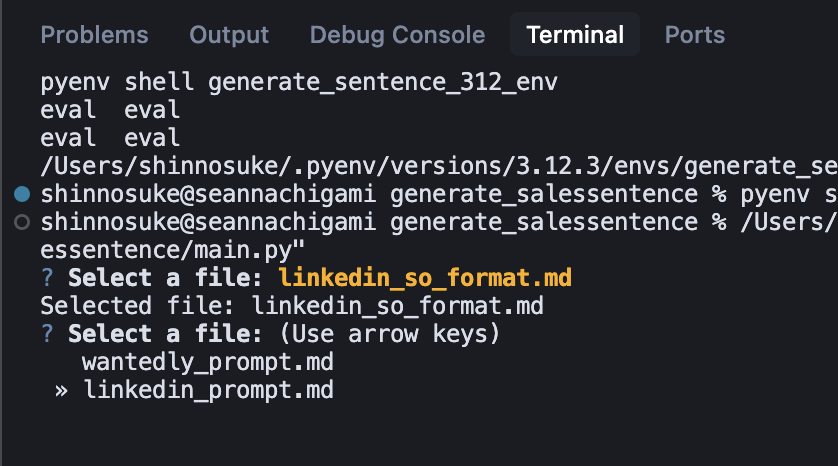 Problems Output Debug Console Terminal Ports
pyenv shell generate_sentence_312_env
eval  eval
eval  eval
/Users/shinnosuke/.pyenv/versions/3.12.3/envs/generate_se
shinnosuke@seannachigami generate_salessentence % pyenv s
shinnosuke@seannachigami generate_salessentence % /Users/
essentence/main.py"
? Select a file: linkedin_so_format.md
Selected file: linkedin_so_format.md
? Select a file: (Use arrow keys)
wantedly_prompt.md
» linkedin_prompt.md